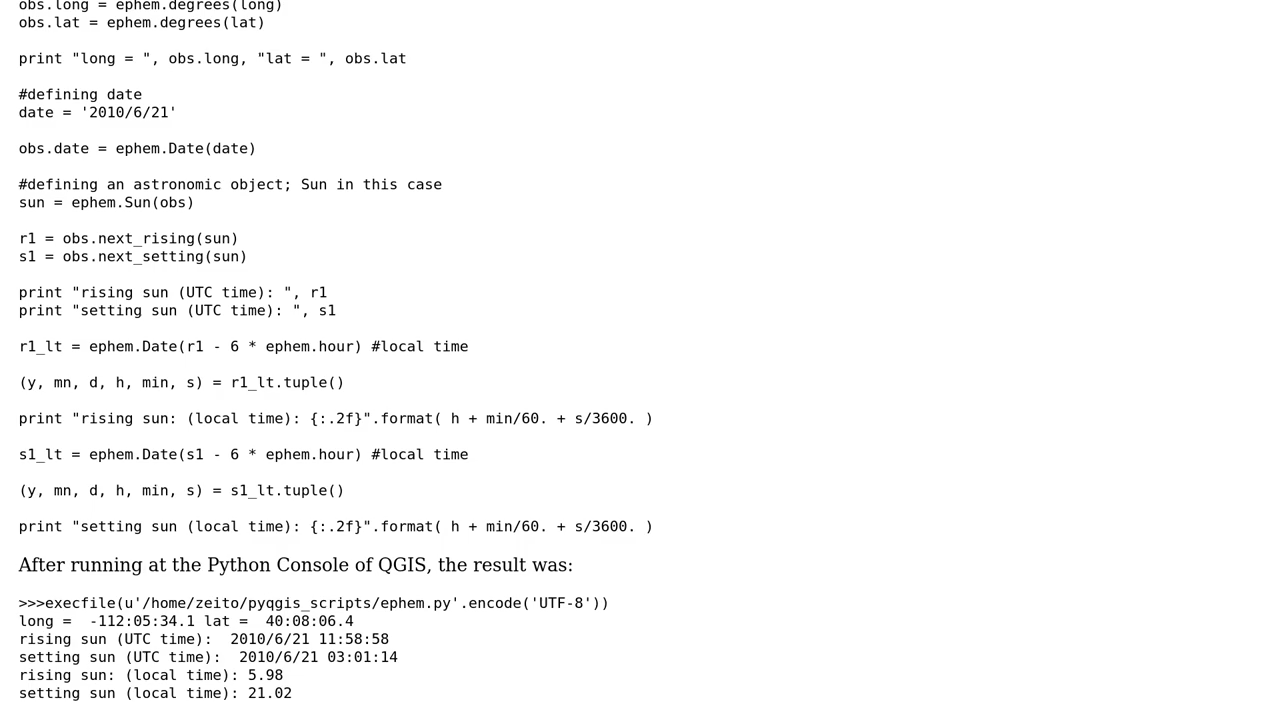 obs.long = ephem.degrees(long)
obs.lat = ephem.degrees(lat)
print "long = ", obs.long, "lat = ", obs.lat
#defining date
date = '2010/6/21'
obs.date = ephem.Date(date)
#defining an astronomic object; Sun in this case
sun = ephem.Sun(obs)
r1 = obs.next_rising(sun)
s1 = obs.next_setting(sun)
print "rising sun (UTC time): ", r1
print "setting sun (UTC time): ", s1
r1_lt = ephem.Date(r1 - 6 * ephem.hour) #local time
(y, mn, d, h, min, s) = r1_lt.tuple()
print "rising sun: (local time): {:.2f}".format( h + min/60. + s/3600. )
s1_lt = ephem.Date(s1 - 6 * ephem.hour) #local time
(y, mn, d, h, min, s) = s1_lt.tuple()
print "setting sun (local time): {:.2f}".format( h + min/60. + s/3600. )
After running at the Python Console of QGIS, the result was:
>>>execfile(u'/home/zeito/pyqgis_scripts/ephem.py'.encode('UTF-8'))
long =  -112:05:34.1 lat =  40:08:06.4
rising sun (UTC time):  2010/6/21 11:58:58
setting sun (UTC time):  2010/6/21 03:01:14
rising sun: (local time): 5.98
setting sun (local time): 21.02